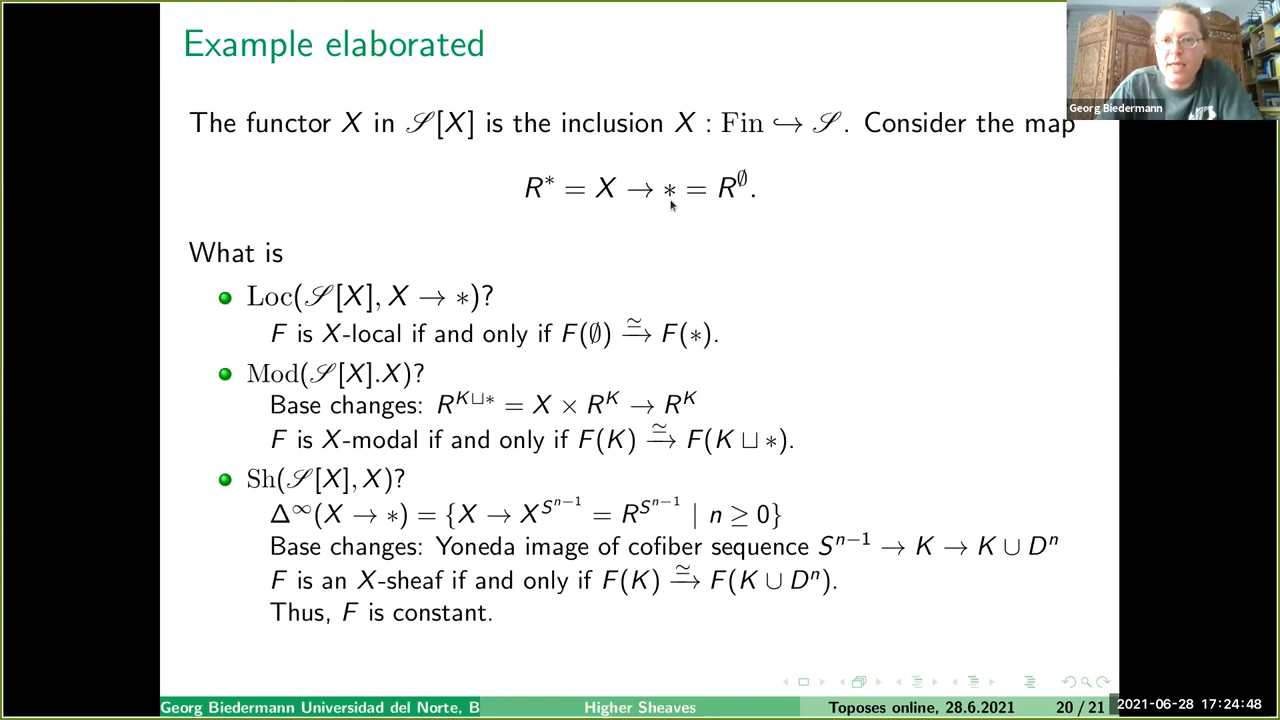 Example elaborated
Georg Biedermann
The functor X in 𝒮[X] is the inclusion X : Fin ↪ 𝒮. Consider the map
R^* = X → * = R^∅.
What is
Loc(𝒮[X], X → *)?
F is X-local if and only if F(∅) ≃→ F(*).
Mod(𝒮[X].X)?
Base changes: R^{K⊔*} = X × R^K → R^K
F is X-modal if and only if F(K) ≃→ F(K ⊔ *).
Sh(𝒮[X], X)?
Δ^∞(X → *) = {X → X^{S^{n−1}} = R^{S^{n−1}} | n ≥ 0}
Base changes: Yoneda image of cofiber sequence S^{n−1} → K → K ∪ D^n
F is an X-sheaf if and only if F(K) ≃→ F(K ∪ D^n).
Thus, F is constant.
Georg Biedermann Universidad del Norte, B
Higher Sheaves
Toposes online, 28.6.2021
20 / 21
2021-06-28 17:24:48